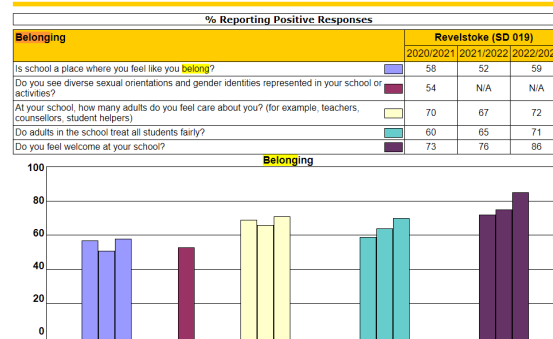 % Reporting Positive Responses
Belonging
Revelstoke (SD 019)
2020/2021 2021/2022 2022/202
Is school a place where you feel like you belong? 58 52 59
Do you see diverse sexual orientations and gender identities represented in your school or
activities? 54 N/A N/A
At your school, how many adults do you feel care about you? (for example, teachers,
counsellors, student helpers) 70 67 72
Do adults in the school treat all students fairly? 60 65 71
Do you feel welcome at your school? 73 76 86
Belonging
100
80
60
40
20
0